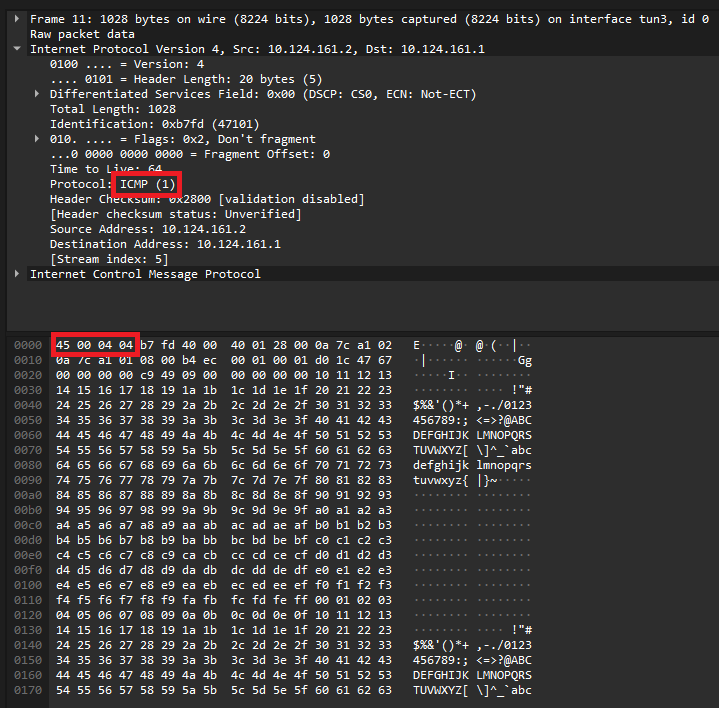 Frame 11: 1028 bytes on wire (8224 bits), 1028 bytes captured (8224 bits) on interface tun3, id 0
Raw packet data
Internet Protocol Version 4, Src: 10.124.161.2, Dst: 10.124.161.1
0100 .... = Version: 4
.... 0101 = Header Length: 20 bytes (5)
Differentiated Services Field: 0x00 (DSCP: CS0, ECN: Not-ECT)
Total Length: 1028
Identification: 0xb7fd (47101)
010. .... = Flags: 0x2, Don't fragment
...0 0000 0000 0000 = Fragment Offset: 0
Time to Live: 64
Protocol: ICMP (1)
Header Checksum: 0x2800 [validation disabled]
[Header checksum status: Unverified]
Source Address: 10.124.161.2
Destination Address: 10.124.161.1
[Stream index: 5]
Internet Control Message Protocol
0000 45 00 04 04 b7 fd 40 00 40 01 28 00 0a 7c a1 02 E·····@· @·(··|··
0010 0a 7c a1 01 08 00 b4 ec 00 01 00 01 d0 1c 47 67 ·|······ ······Gg
0020 00 00 00 00 c9 49 09 00 00 00 00 00 10 11 12 13 ·····I·· ········
0030 14 15 16 17 18 19 1a 1b 1c 1d 1e 1f 20 21 22 23 ········ ···· !"#
0040 24 25 26 27 28 29 2a 2b 2c 2d 2e 2f 30 31 32 33 $%&'()*+ ,-./0123
0050 34 35 36 37 38 39 3a 3b 3c 3d 3e 3f 40 41 42 43 456789:; <=>?@ABC
0060 44 45 46 47 48 49 4a 4b 4c 4d 4e 4f 50 51 52 53 DEFGHIJK LMNOPQRS
0070 54 55 56 57 58 59 5a 5b 5c 5d 5e 5f 60 61 62 63 TUVWXYZ[ \]^_`abc
0080 64 65 66 67 68 69 6a 6b 6c 6d 6e 6f 70 71 72 73 defghijk lmnopqrs
0090 74 75 76 77 78 79 7a 7b 7c 7d 7e 7f 80 81 82 83 tuvwxyz{ |}~·····
00a0 84 85 86 87 88 89 8a 8b 8c 8d 8e 8f 90 91 92 93 ········ ········
00b0 94 95 96 97 98 99 9a 9b 9c 9d 9e 9f a0 a1 a2 a3 ········ ········
00c0 a4 a5 a6 a7 a8 a9 aa ab ac ad ae af b0 b1 b2 b3 ········ ········
00d0 b4 b5 b6 b7 b8 b9 ba bb bc bd be bf c0 c1 c2 c3 ········ ········
00e0 c4 c5 c6 c7 c8 c9 ca cb cc cd ce cf d0 d1 d2 d3 ········ ········
00f0 d4 d5 d6 d7 d8 d9 da db dc dd de df e0 e1 e2 e3 ········ ········
0100 e4 e5 e6 e7 e8 e9 ea eb ec ed ee ef f0 f1 f2 f3 ········ ········
0110 f4 f5 f6 f7 f8 f9 fa fb fc fd fe ff 00 01 02 03 ········ ········
0120 04 05 06 07 08 09 0a 0b 0c 0d 0e 0f 10 11 12 13 ········ ········
0130 14 15 16 17 18 19 1a 1b 1c 1d 1e 1f 20 21 22 23 ········ ···· !"#
0140 24 25 26 27 28 29 2a 2b 2c 2d 2e 2f 30 31 32 33 $%&'()*+ ,-./0123
0150 34 35 36 37 38 39 3a 3b 3c 3d 3e 3f 40 41 42 43 456789:; <=>?@ABC
0160 44 45 46 47 48 49 4a 4b 4c 4d 4e 4f 50 51 52 53 DEFGHIJK LMNOPQRS
0170 54 55 56 57 58 59 5a 5b 5c 5d 5e 5f 60 61 62 63 TUVWXYZ[ \]^_`abc